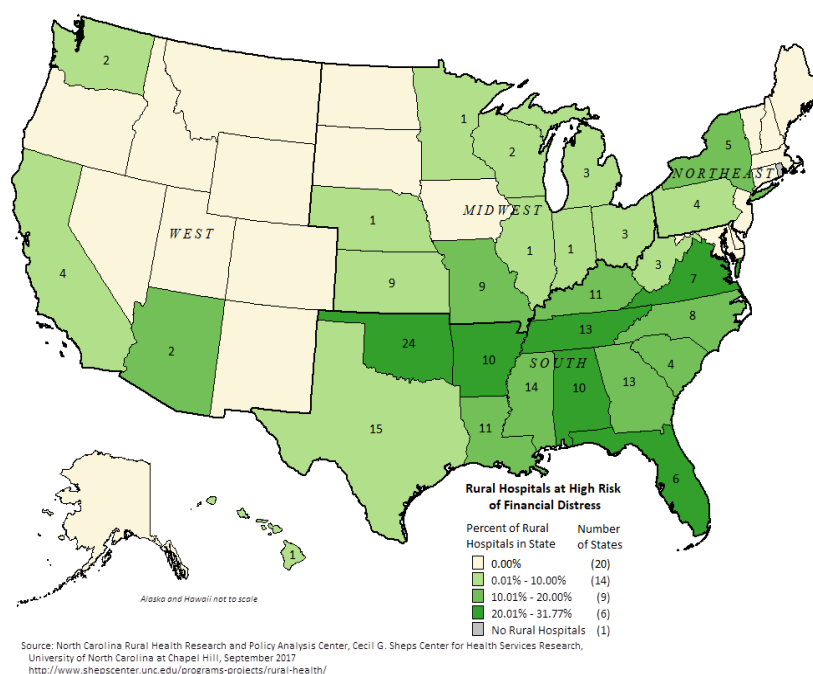 2
1
5
2
NORTHEAST
3
MIDWEST
1
4
WEST
3
1
1
3
4
9
9
7
11
8
2
13
24
10
SOUTH
4
14
10
13
15
11
6
1
Alaska and Hawaii not to scale
Rural Hospitals at High Risk
of Financial Distress
Percent of Rural Number
Hospitals in State of States
0.00% (20)
0.01% - 10.00% (14)
10.01% - 20.00% (9)
20.01% - 31.77% (6)
No Rural Hospitals (1)
Source: North Carolina Rural Health Research and Policy Analysis Center, Cecil G. Sheps Center for Health Services Research,
University of North Carolina at Chapel Hill, September 2017
http://www.shepscenter.unc.edu/programs-projects/rural-health/